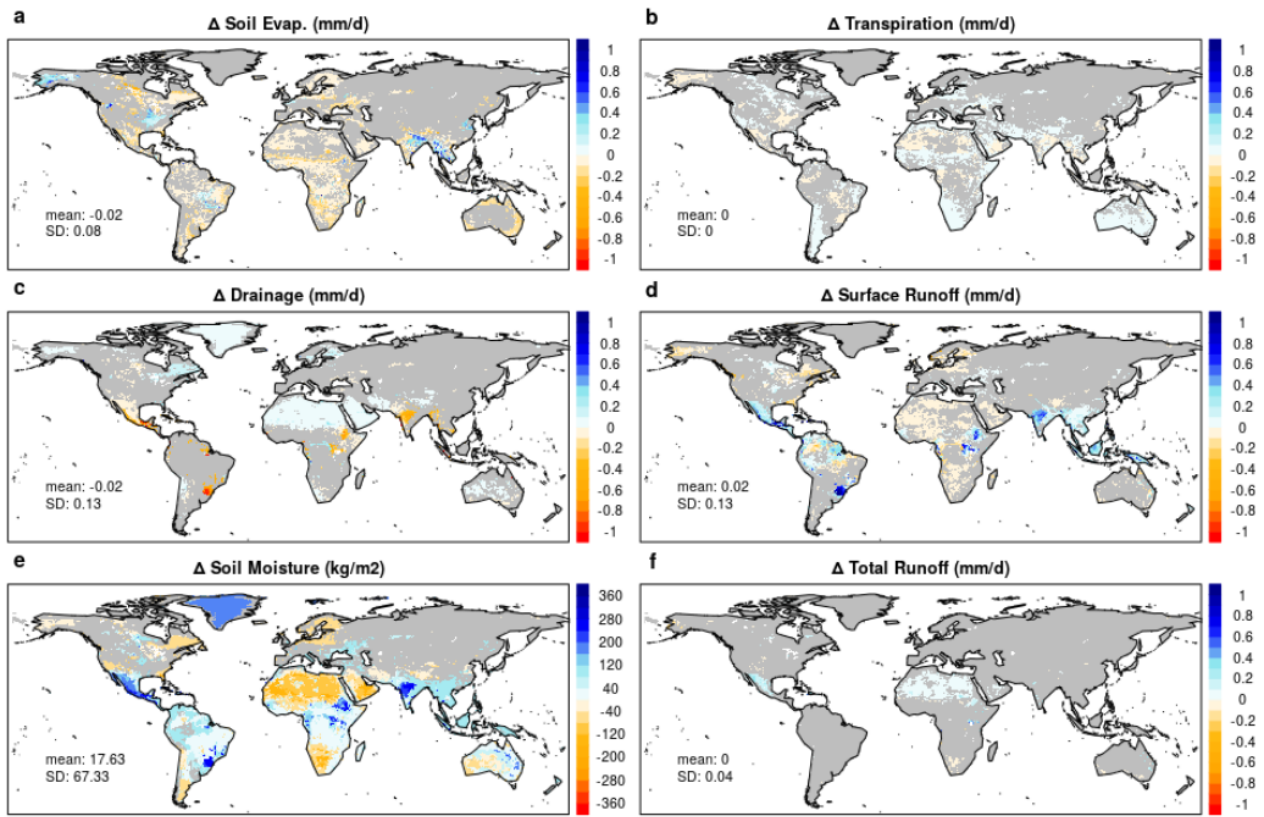 a
Δ Soil Evap. (mm/d)
mean: -0.02
SD: 0.08
1
0.8
0.6
0.4
0.2
0
-0.2
-0.4
-0.6
-0.8
-1
b
Δ Transpiration (mm/d)
mean: 0
SD: 0
1
0.8
0.6
0.4
0.2
0
-0.2
-0.4
-0.6
-0.8
-1
c
Δ Drainage (mm/d)
mean: -0.02
SD: 0.13
1
0.8
0.6
0.4
0.2
0
-0.2
-0.4
-0.6
-0.8
-1
d
Δ Surface Runoff (mm/d)
mean: 0.02
SD: 0.13
1
0.8
0.6
0.4
0.2
0
-0.2
-0.4
-0.6
-0.8
-1
e
Δ Soil Moisture (kg/m2)
mean: 17.63
SD: 67.33
360
280
200
120
40
-40
-120
-200
-280
-360
f
Δ Total Runoff (mm/d)
mean: 0
SD: 0.04
1
0.8
0.6
0.4
0.2
0
-0.2
-0.4
-0.6
-0.8
-1